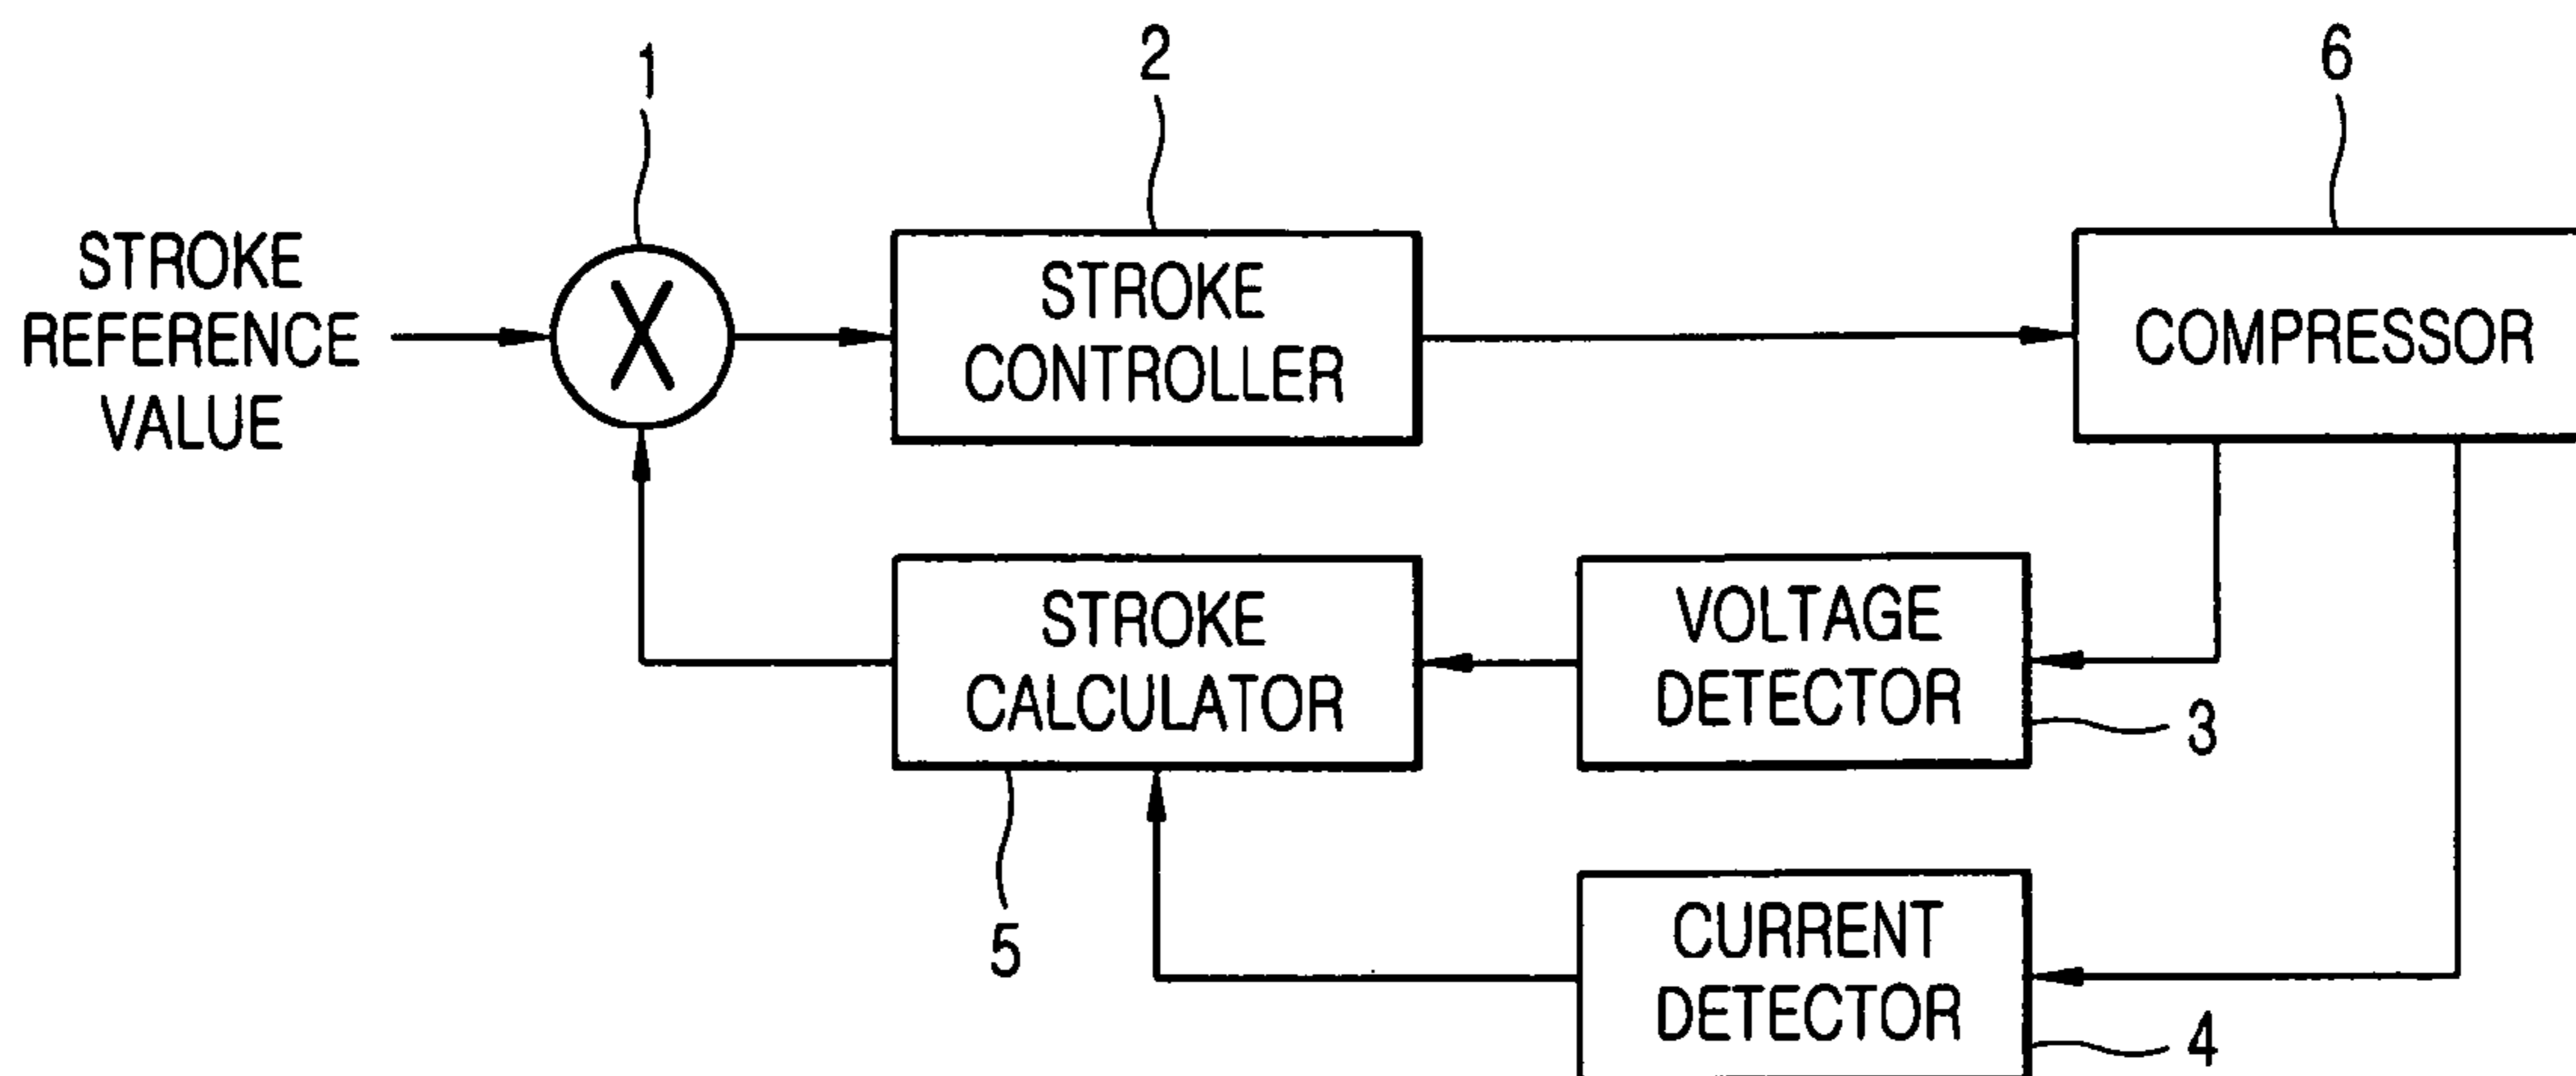 1
2
6
STROKE
REFERENCE
VALUE
X
STROKE
CONTROLLER
COMPRESSOR
STROKE
CALCULATOR
5
VOLTAGE
DETECTOR
3
CURRENT
DETECTOR
4